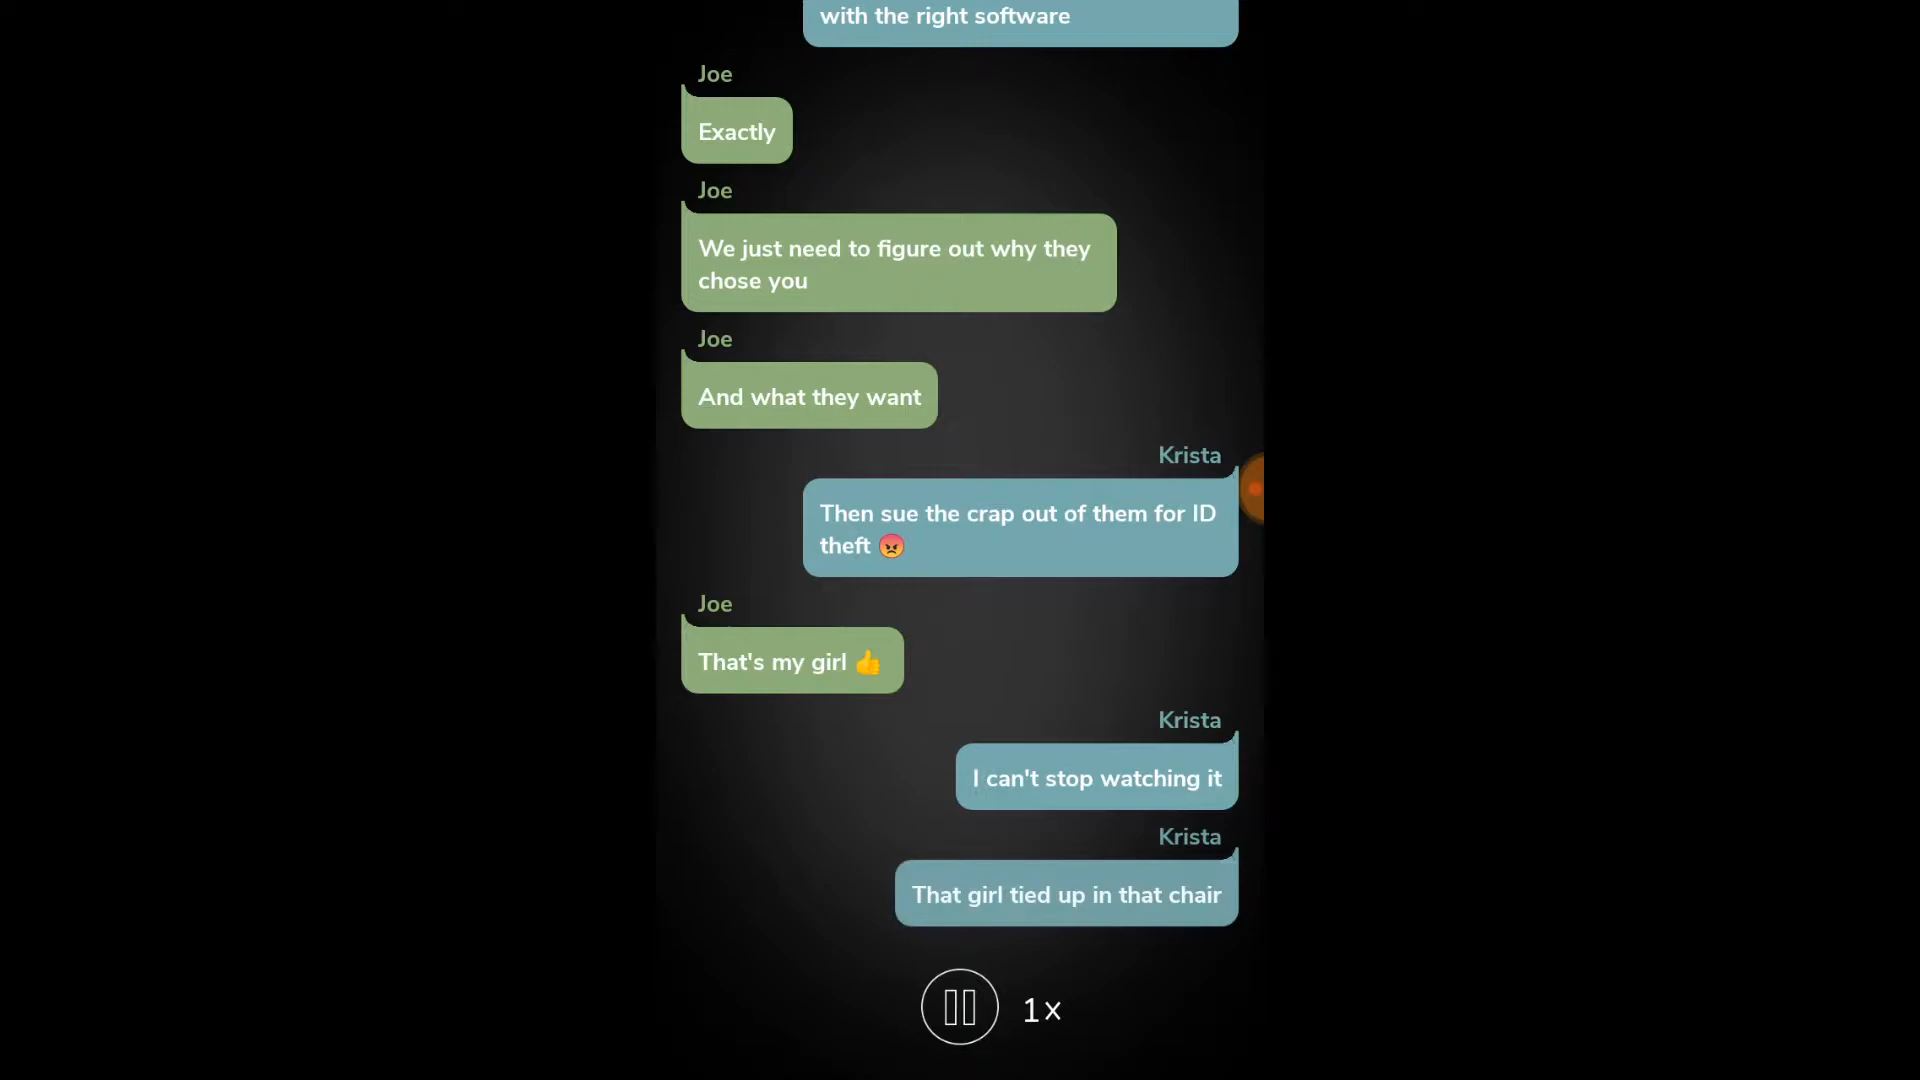 with the right software
Joe
Exactly
Joe
We just need to figure out why they
chose you
Joe
And what they want
Krista
Then sue the crap out of them for ID
theft 😡
Joe
That's my girl 👍
Krista
I can't stop watching it
Krista
That girl tied up in that chair
1x